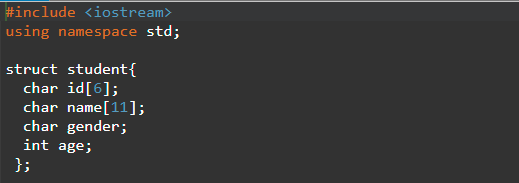 #include <iostream>
using namespace std;
struct student{
char id[6];
char name[11];
char gender;
int age;
};